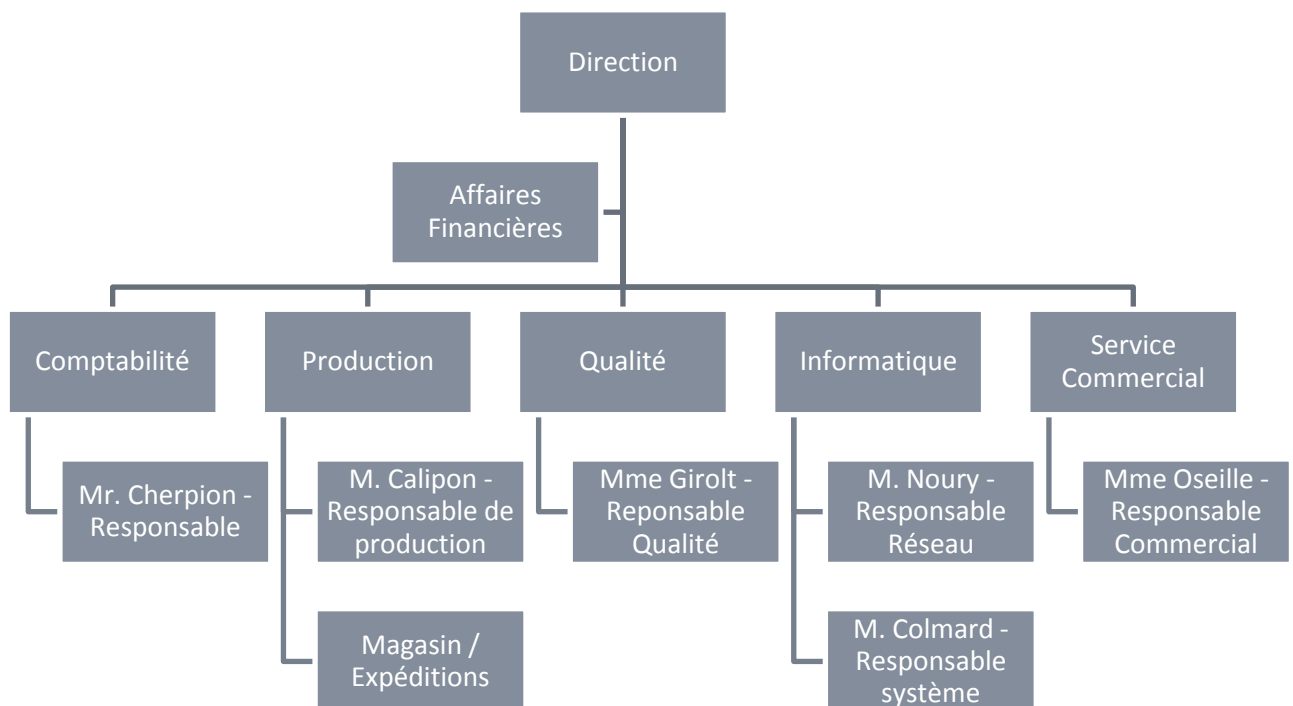 Direction
Affaires
Financières
Comptabilité
Production
Qualité
Informatique
Service
Commercial
Mr. Cherpion -
Responsable
M. Calipon -
Responsable de
production
Mme Girolt -
Reponsable
Qualité
M. Noury -
Responsable
Réseau
Mme Oseille -
Responsable
Commercial
Magasin /
Expéditions
M. Colmard -
Responsable
système